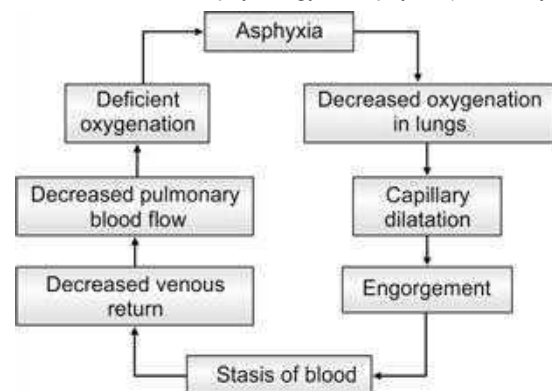 Asphyxia
Decreased oxygenation
in lungs
Capillary
dilatation
Engorgement
Stasis of blood
Decreased venous
return
Decreased pulmonary
blood flow
Deficient
oxygenation